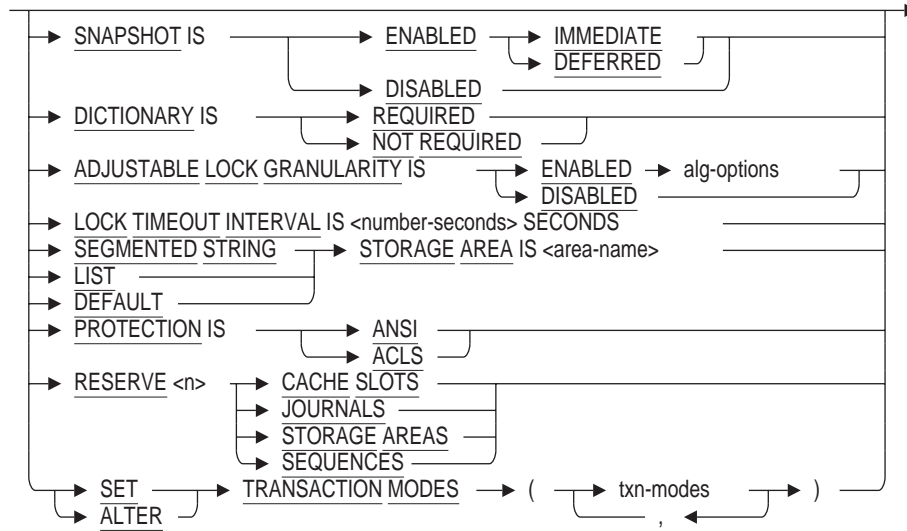 SNAPSHOT IS ENABLED IMMEDIATE
DEFERRED
DISABLED
DICTIONARY IS REQUIRED
NOT REQUIRED
ADJUSTABLE LOCK GRANULARITY IS ENABLED alg-options
DISABLED
LOCK TIMEOUT INTERVAL IS <number-seconds> SECONDS
SEGMENTED STRING STORAGE AREA IS <area-name>
LIST
DEFAULT
PROTECTION IS ANSI
ACLS
RESERVE <n> CACHE SLOTS
JOURNALS
STORAGE AREAS
SEQUENCES
SET TRANSACTION MODES ( txn-modes )
ALTER ,